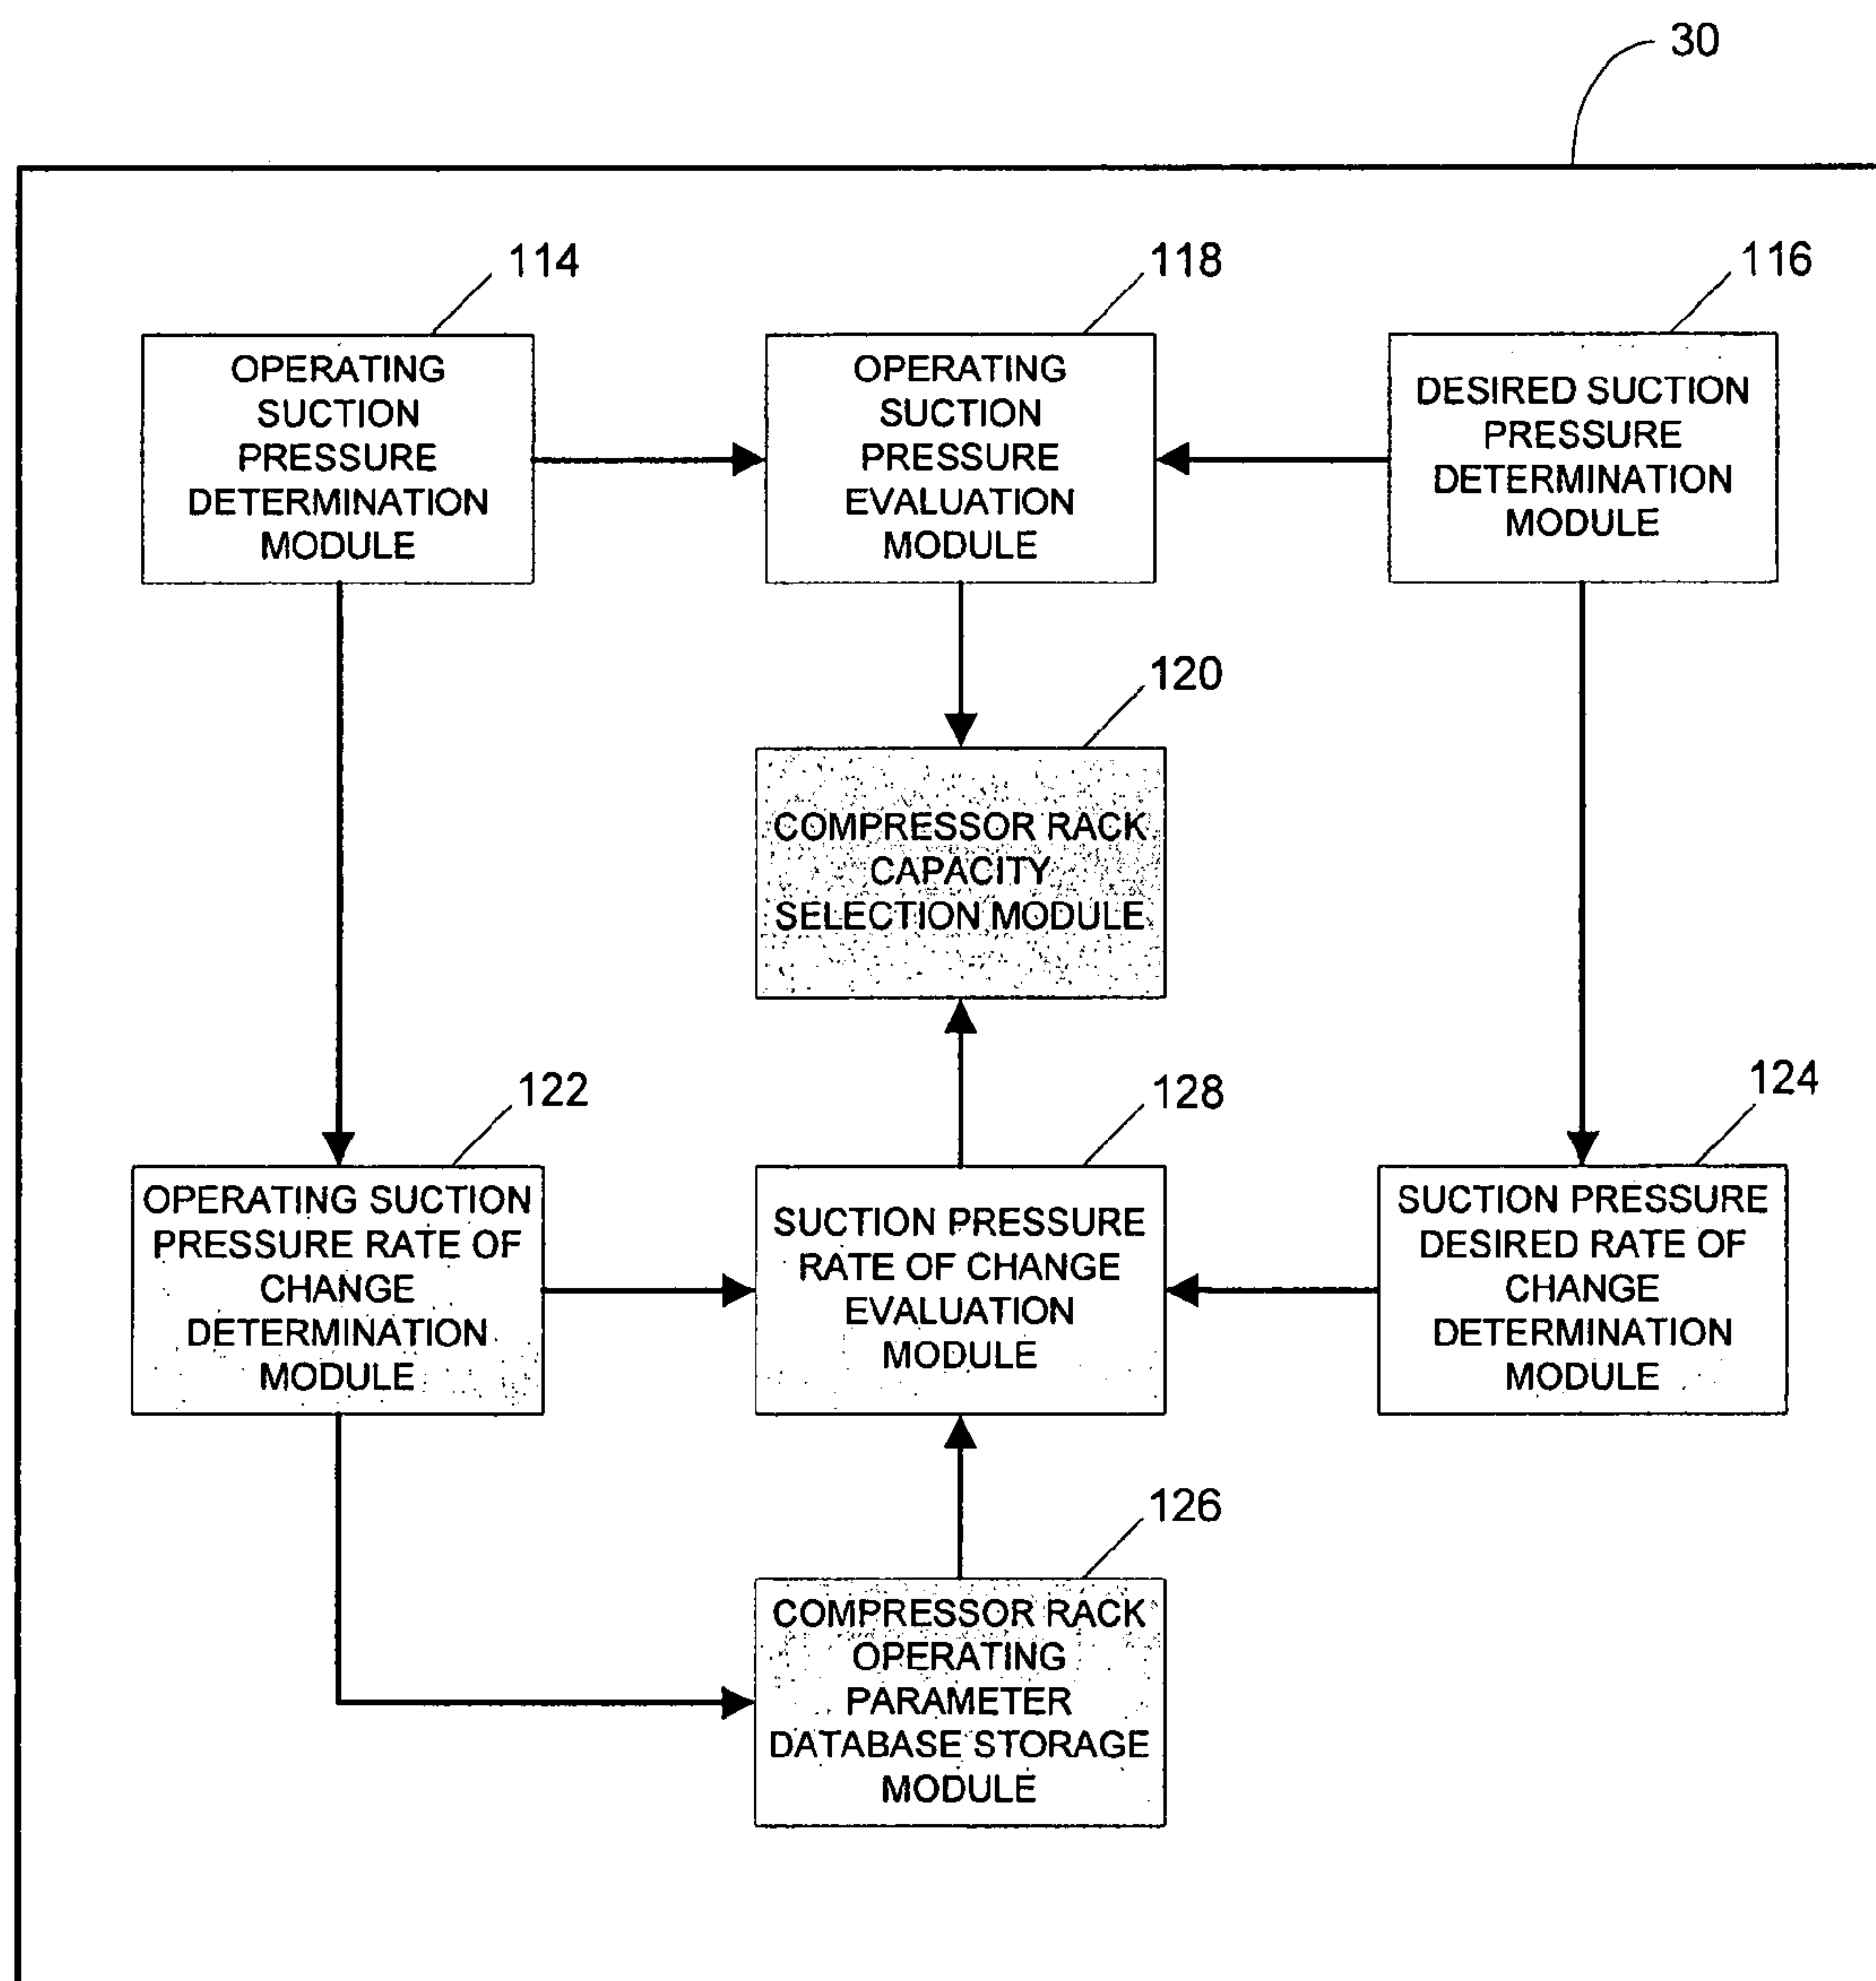 30
114
118
116
OPERATING
SUCTION
PRESSURE
DETERMINATION
MODULE
OPERATING
SUCTION
PRESSURE
EVALUATION
MODULE
DESIRED SUCTION
PRESSURE
DETERMINATION
MODULE
120
COMPRESSOR RACK
CAPACITY
SELECTION MODULE
122
128
124
OPERATING SUCTION
PRESSURE RATE OF
CHANGE
DETERMINATION
MODULE
SUCTION PRESSURE
RATE OF CHANGE
EVALUATION
MODULE
SUCTION PRESSURE
DESIRED RATE OF
CHANGE
DETERMINATION
MODULE
126
COMPRESSOR RACK
OPERATING
PARAMETER
DATABASE STORAGE
MODULE